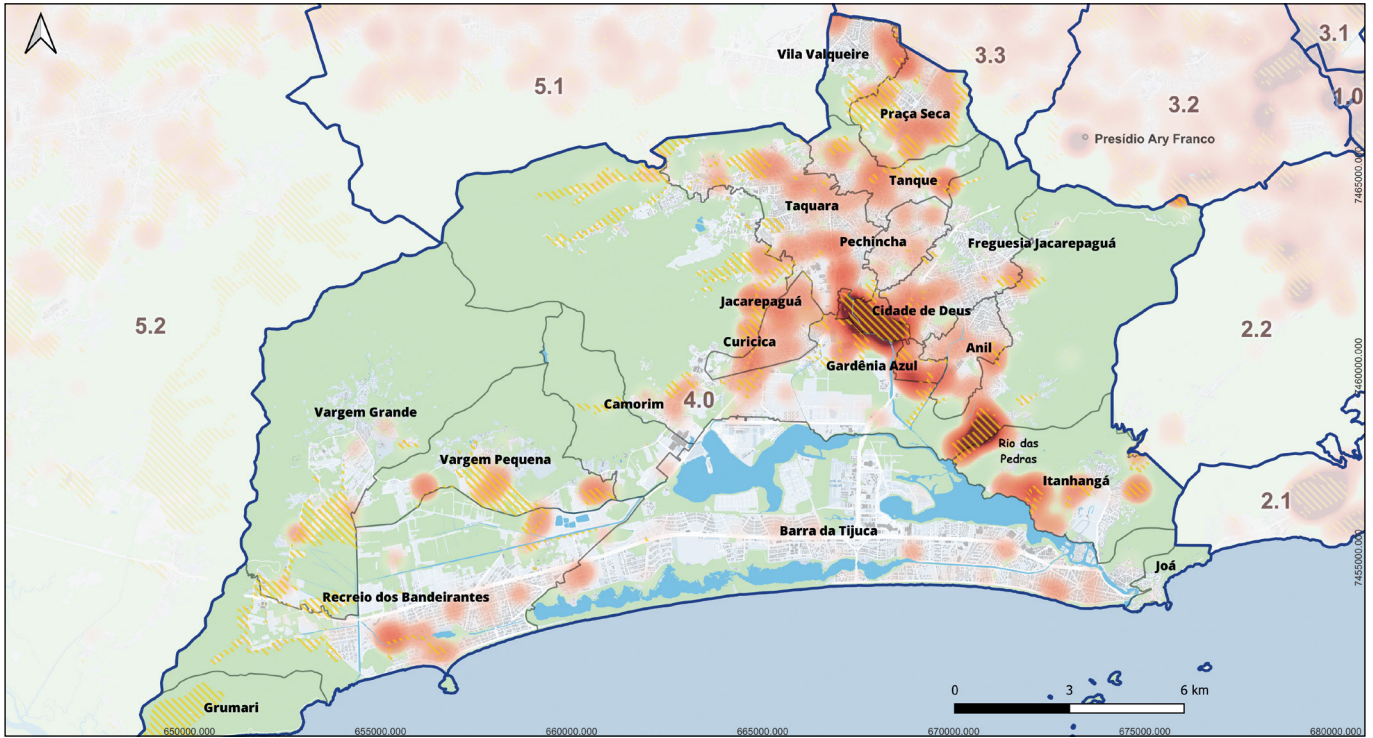 3.1
Vila Valqueire
3.3
5.1
1.0
3.2
Praça Seca
Presídio Ary Franco
Tanque
7465000.000
Taquara
Pechincha
Freguesia Jacarepaguá
Jacarepaguá
Cidade de Deus
5.2
2.2
Curicica
Anil
Gardênia Azul
7460000.000
4.0
Camorim
Vargem Grande
Rio das
Pedras
Vargem Pequena
Itanhangá
2.1
Barra da Tijuca
7455000.000
Joá
Recreio dos Bandeirantes
0 3 6 km
Grumari
650000.000 655000.000 660000.000 665000.000 670000.000 675000.000 680000.000